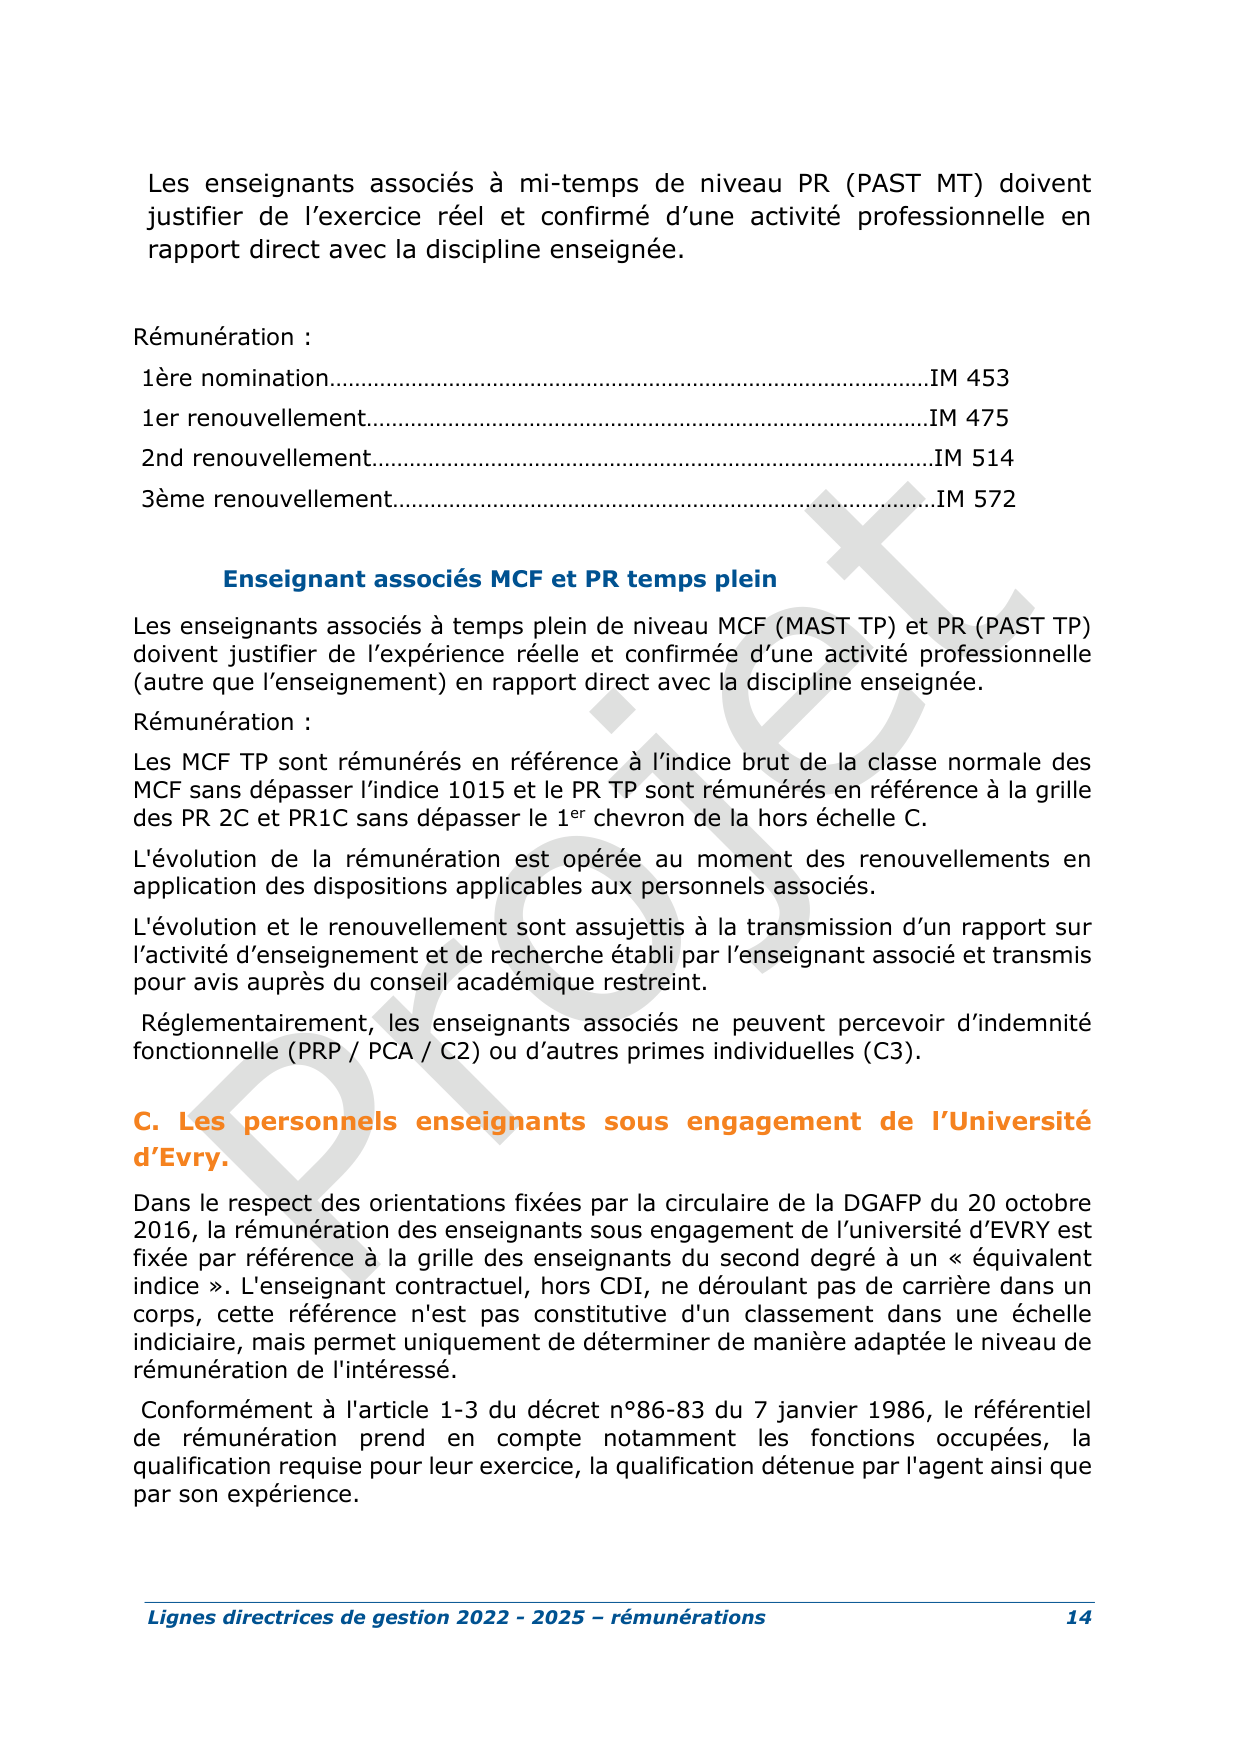 Les enseignants associés à mi-temps de niveau PR (PAST MT) doivent
justifier de l’exercice réel et confirmé d’une activité professionnelle en
rapport direct avec la discipline enseignée.
Rémunération :
1ère nomination……………………………………………………………………………………IM 453
1er renouvellement………………………………………………………………………………IM 475
2nd renouvellement………………………………………………………………………………IM 514
3ème renouvellement……………………………………………………………………………IM 572
Enseignant associés MCF et PR temps plein
Les enseignants associés à temps plein de niveau MCF (MAST TP) et PR (PAST TP)
doivent justifier de l’expérience réelle et confirmée d’une activité professionnelle
(autre que l’enseignement) en rapport direct avec la discipline enseignée.
Rémunération :
Les MCF TP sont rémunérés en référence à l’indice brut de la classe normale des
MCF sans dépasser l’indice 1015 et le PR TP sont rémunérés en référence à la grille
des PR 2C et PR1C sans dépasser le 1er chevron de la hors échelle C.
L'évolution de la rémunération est opérée au moment des renouvellements en
application des dispositions applicables aux personnels associés.
L'évolution et le renouvellement sont assujettis à la transmission d’un rapport sur
l’activité d’enseignement et de recherche établi par l’enseignant associé et transmis
pour avis auprès du conseil académique restreint.
Réglementairement, les enseignants associés ne peuvent percevoir d’indemnité
fonctionnelle (PRP / PCA / C2) ou d’autres primes individuelles (C3).
C. Les personnels enseignants sous engagement de l’Université
d’Evry.
Dans le respect des orientations fixées par la circulaire de la DGAFP du 20 octobre
2016, la rémunération des enseignants sous engagement de l’université d’EVRY est
fixée par référence à la grille des enseignants du second degré à un « équivalent
indice ». L'enseignant contractuel, hors CDI, ne déroulant pas de carrière dans un
corps, cette référence n'est pas constitutive d'un classement dans une échelle
indiciaire, mais permet uniquement de déterminer de manière adaptée le niveau de
rémunération de l'intéressé.
Conformément à l'article 1-3 du décret n°86-83 du 7 janvier 1986, le référentiel
de rémunération prend en compte notamment les fonctions occupées, la
qualification requise pour leur exercice, la qualification détenue par l'agent ainsi que
par son expérience.
Projet
Lignes directrices de gestion 2022 - 2025 – rémunérations 14